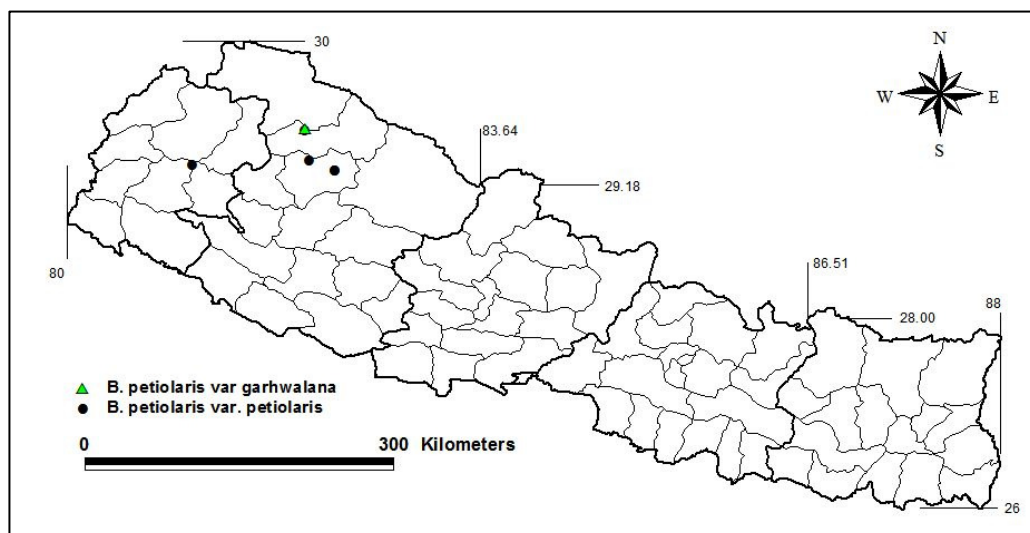 30
N
W E
S
83.64
29.18
80
86.51
88
28.00
B. petiolaris var garhwalana
B. petiolaris var. petiolaris
0 300 Kilometers
26